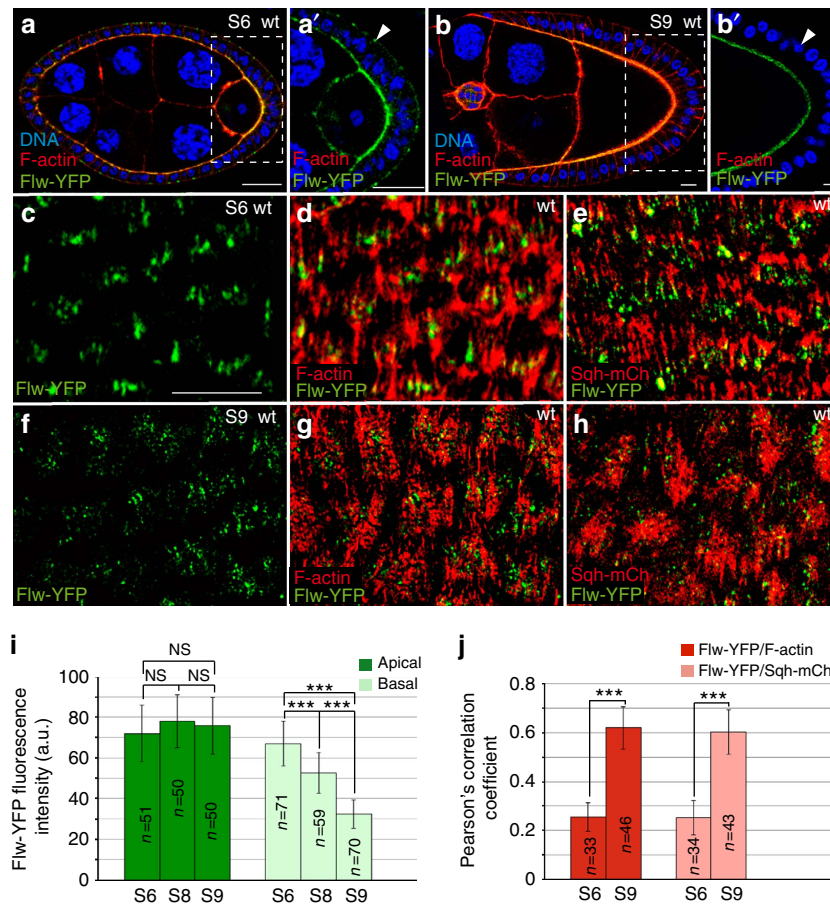 a
S6 wt
DNA
F-actin
Flw-YFP
a′
F-actin
Flw-YFP
b
S9 wt
DNA
F-actin
Flw-YFP
b′
F-actin
Flw-YFP
c
S6 wt
Flw-YFP
d
wt
F-actin
Flw-YFP
e
wt
Sqh-mCh
Flw-YFP
f
S9 wt
Flw-YFP
g
wt
F-actin
Flw-YFP
h
wt
Sqh-mCh
Flw-YFP
i
Apical
Basal
Flw-YFP fluorescence
intensity (a.u.)
100
80
60
40
20
0
NS
NS NS
***
*** ***
n=51
n=50
n=50
n=71
n=59
n=70
S6 S8 S9
S6 S8 S9
j
Flw-YFP/F-actin
Flw-YFP/Sqh-mCh
Pearson's correlation
coefficient
0.8
0.6
0.4
0.2
0
***
***
n=33
n=46
n=34
n=43
S6 S9
S6 S9